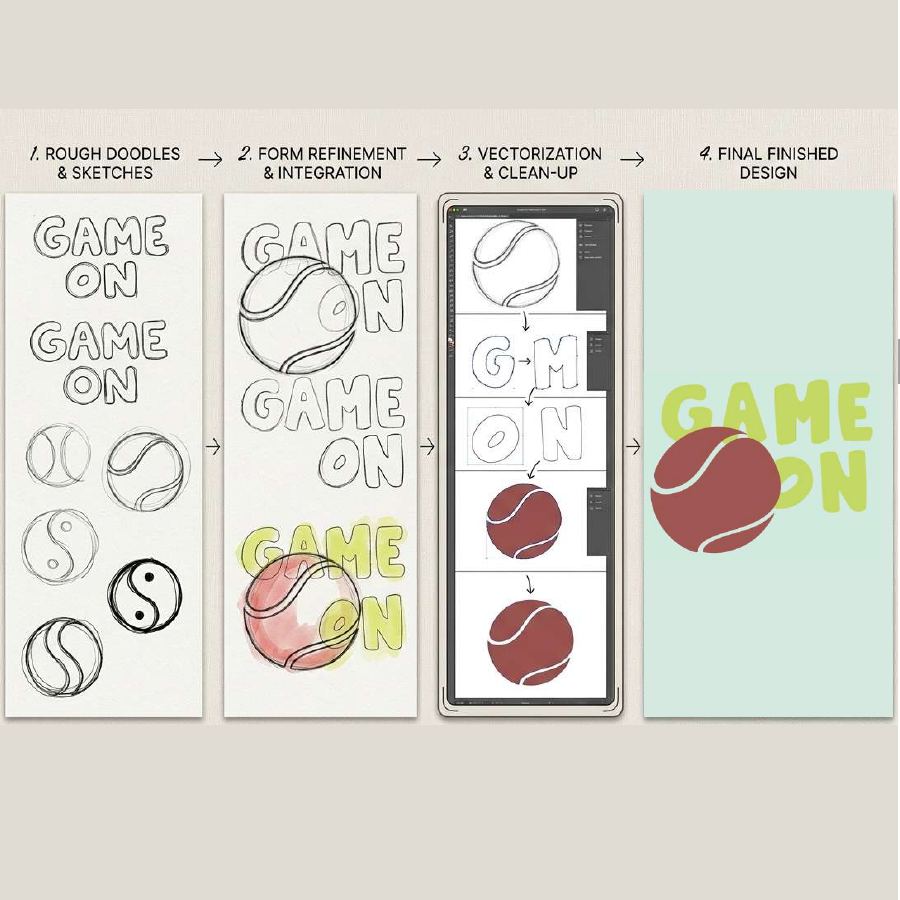 1. ROUGH DOODLES
& SKETCHES
2. FORM REFINEMENT
& INTEGRATION
3. VECTORIZATION
& CLEAN-UP
4. FINAL FINISHED
DESIGN
GAME
ON
GAME
ON
GAME
ON
GAME
ON
GAME
ON
G M
O N
GAME
ON